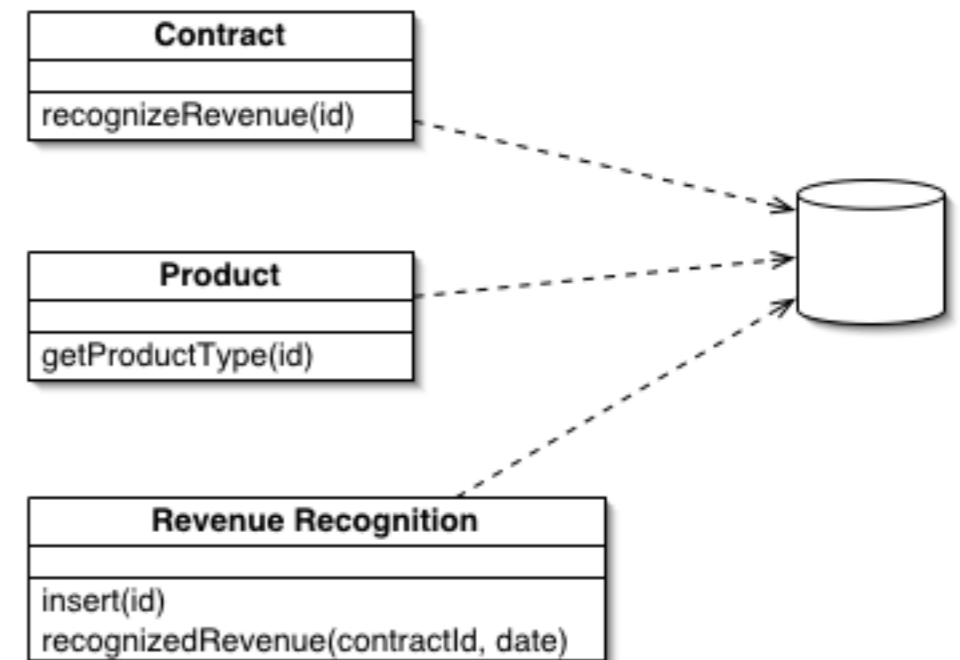 Contract
recognizeRevenue(id)
Product
getProductType(id)
Revenue Recognition
insert(id)
recognizedRevenue(contractId, date)